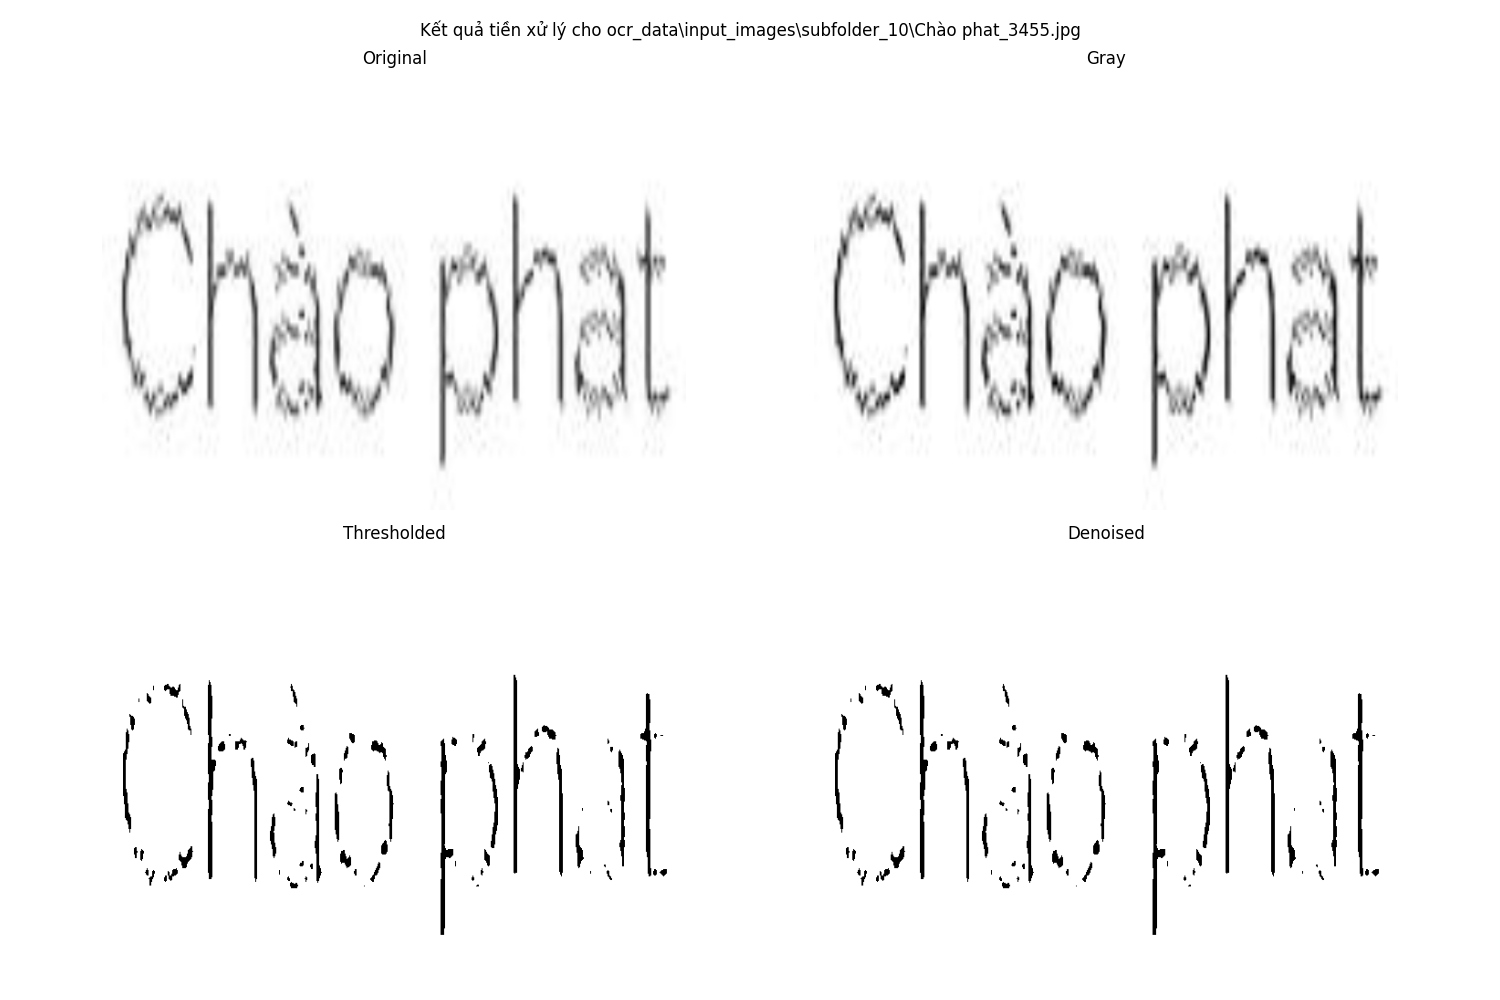 Kết quả tiền xử lý cho ocr_data\input_images\subfolder_10\Chào phat_3455.jpg
Original
Gray
Chào phat
Chào phat
Thresholded
Denoised
Chào phat
Chào phat